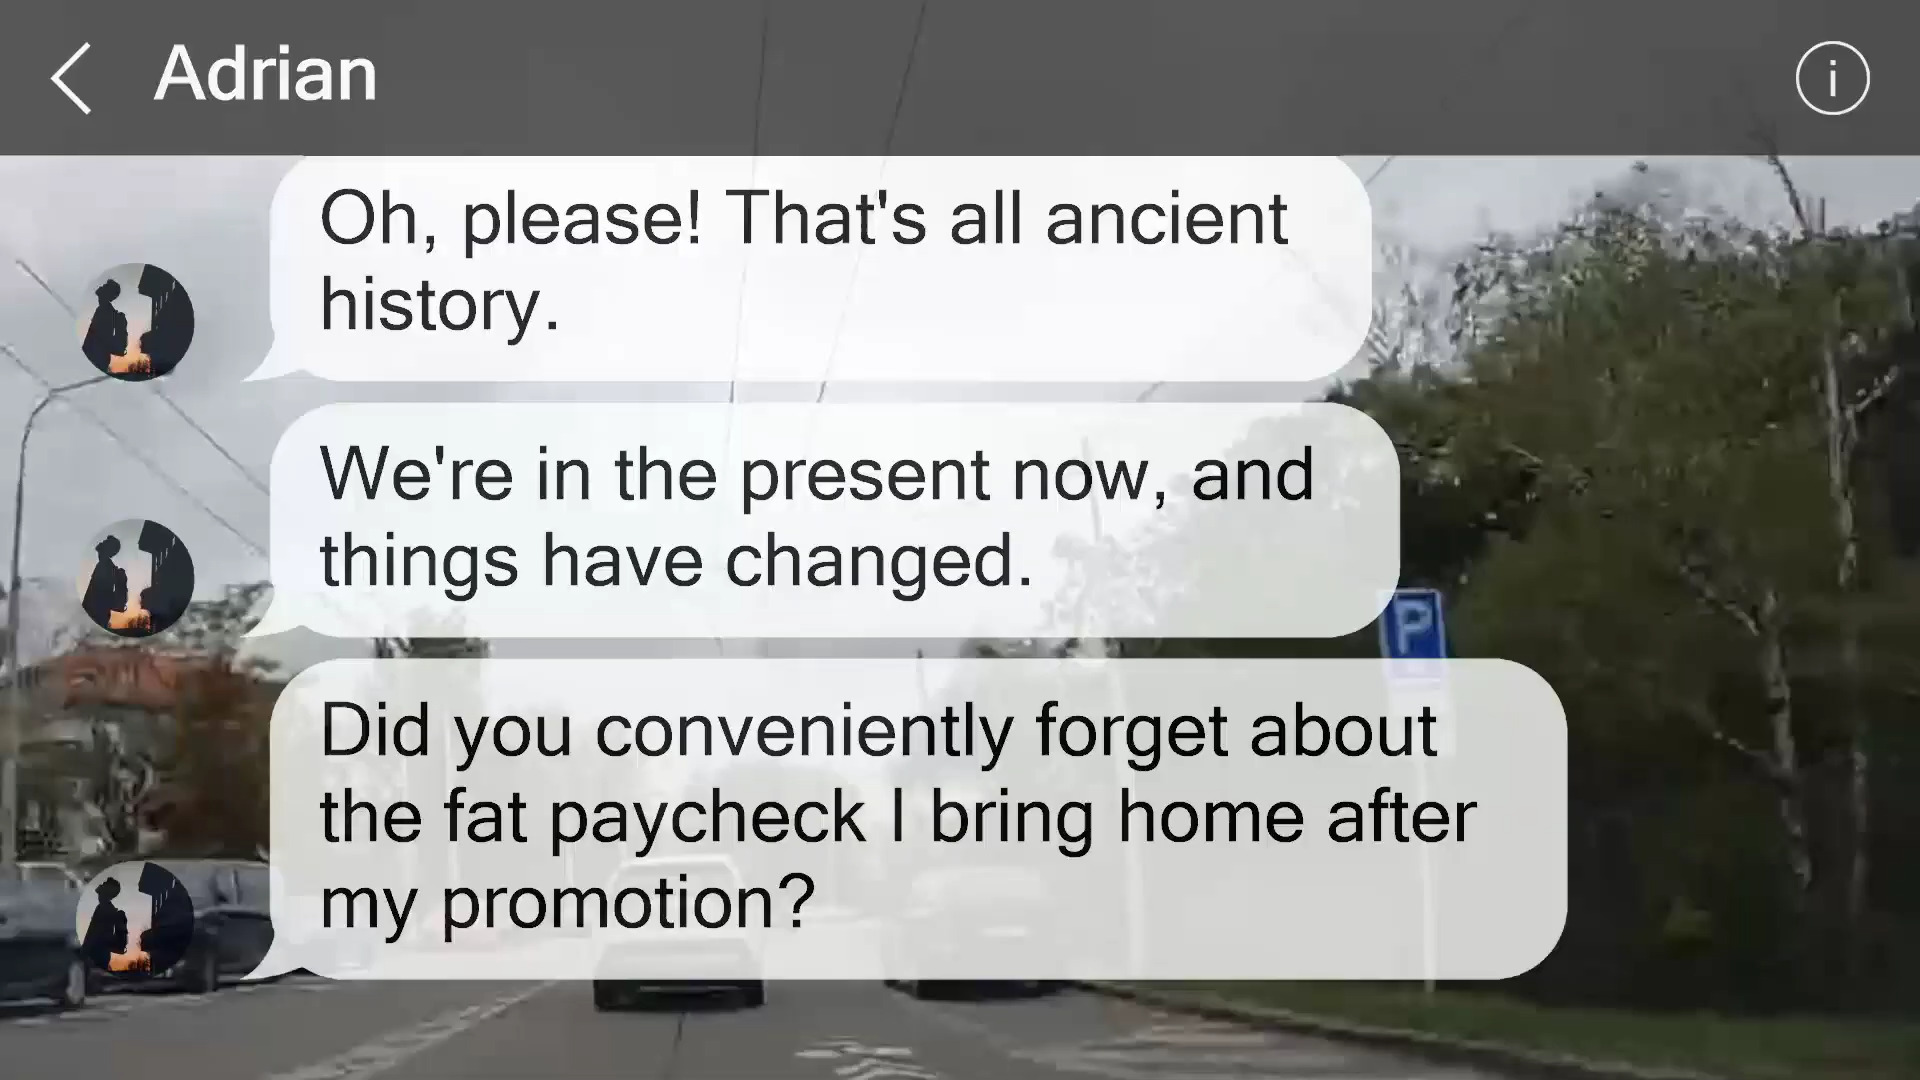 Adrian
i
Oh, please! That's all ancient
history.
We're in the present now, and
things have changed.
P
Did you conveniently forget about
the fat paycheck I bring home after
my promotion?